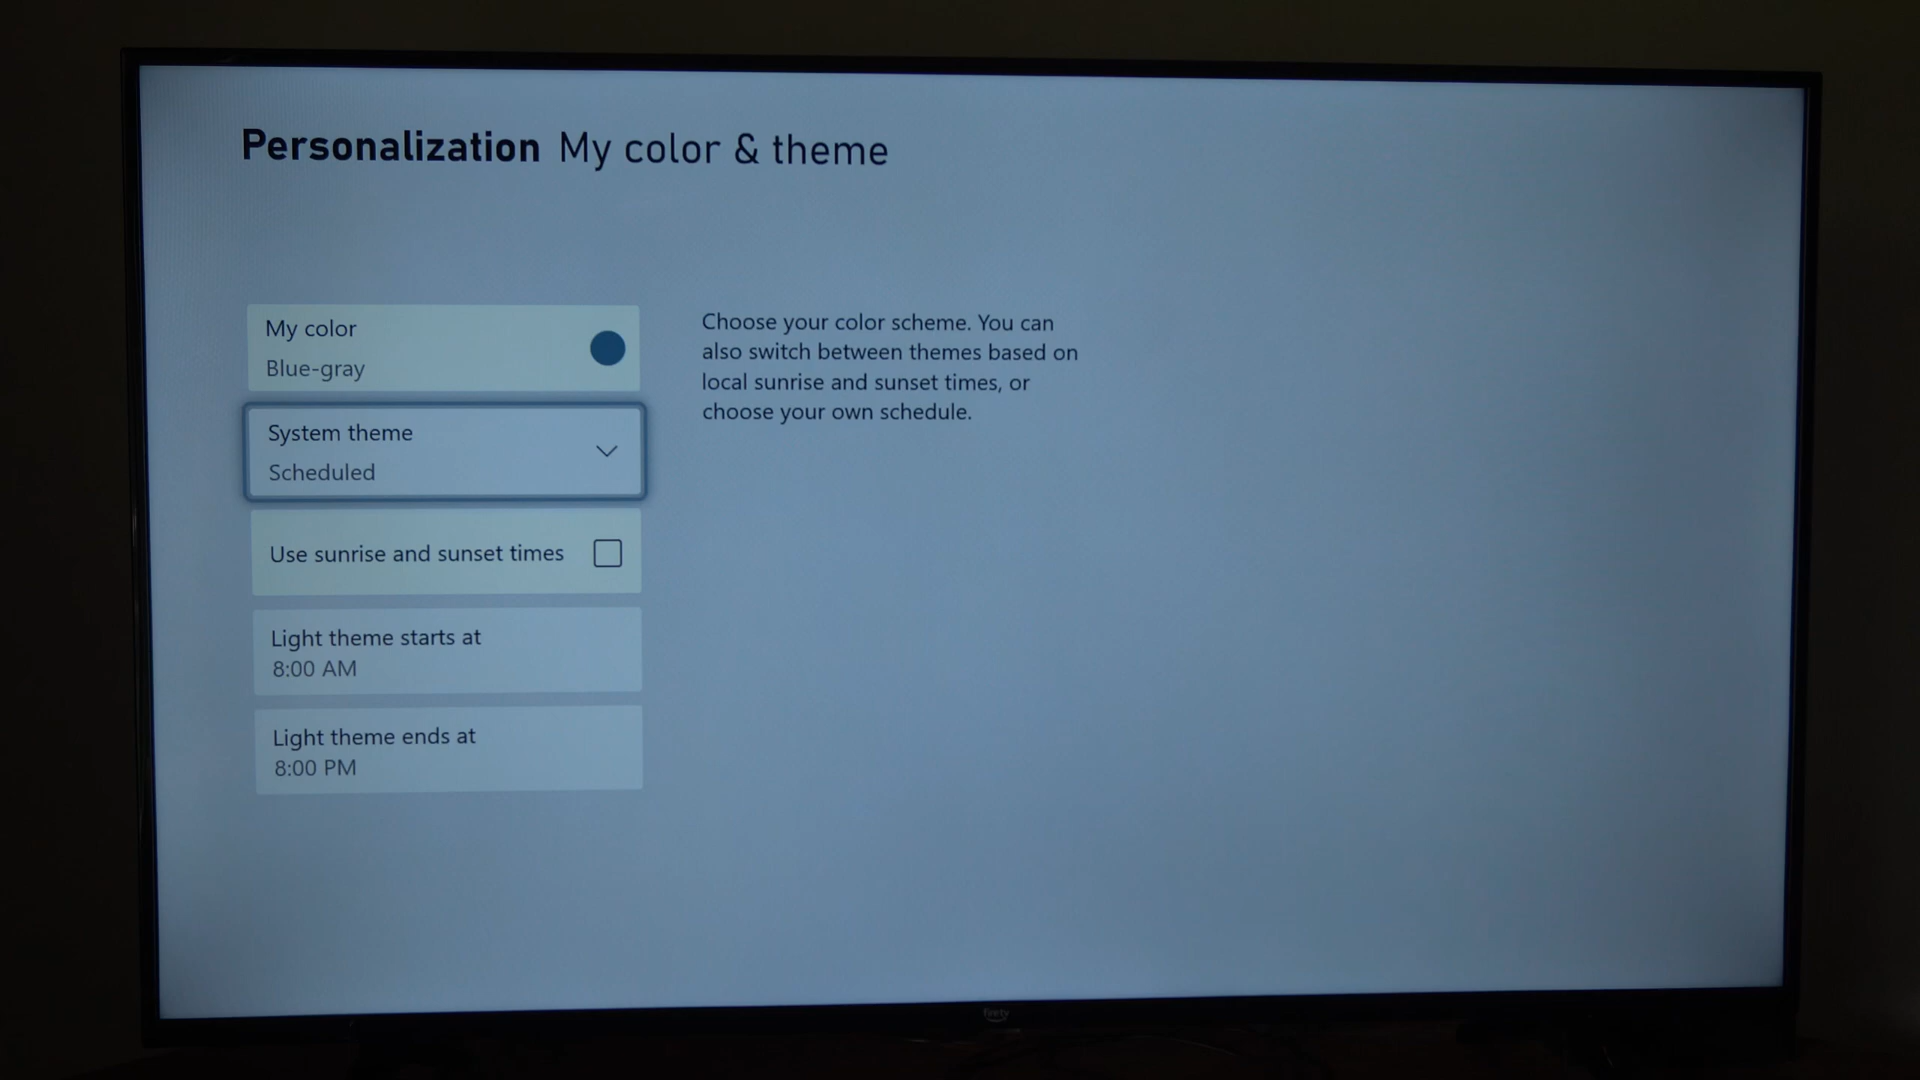 Personalization My color & theme
My color
Blue-gray
System theme
Scheduled
Use sunrise and sunset times
Light theme starts at
8:00 AM
Light theme ends at
8:00 PM
Choose your color scheme. You can
also switch between themes based on
local sunrise and sunset times, or
choose your own schedule.
firetv